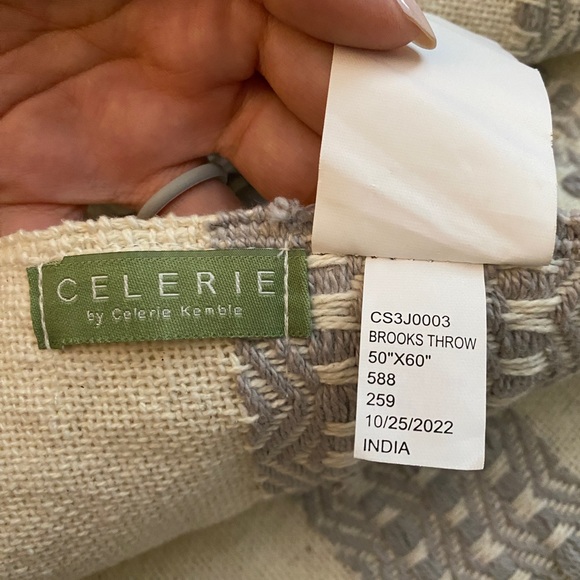 CELERIE
by Celerie Kemble
CS3J0003
BROOKS THROW
50"X60"
588
259
10/25/2022
INDIA